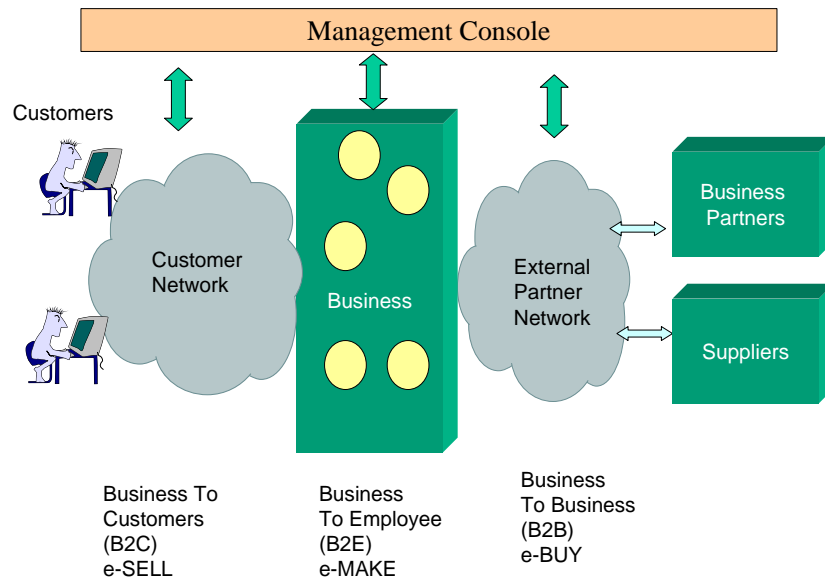 Management Console
Customers
Customer
Network
Business
External
Partner
Network
Business
Partners
Suppliers
Business To
Customers
(B2C)
e-SELL
Business
To Employee
(B2E)
e-MAKE
Business
To Business
(B2B)
e-BUY